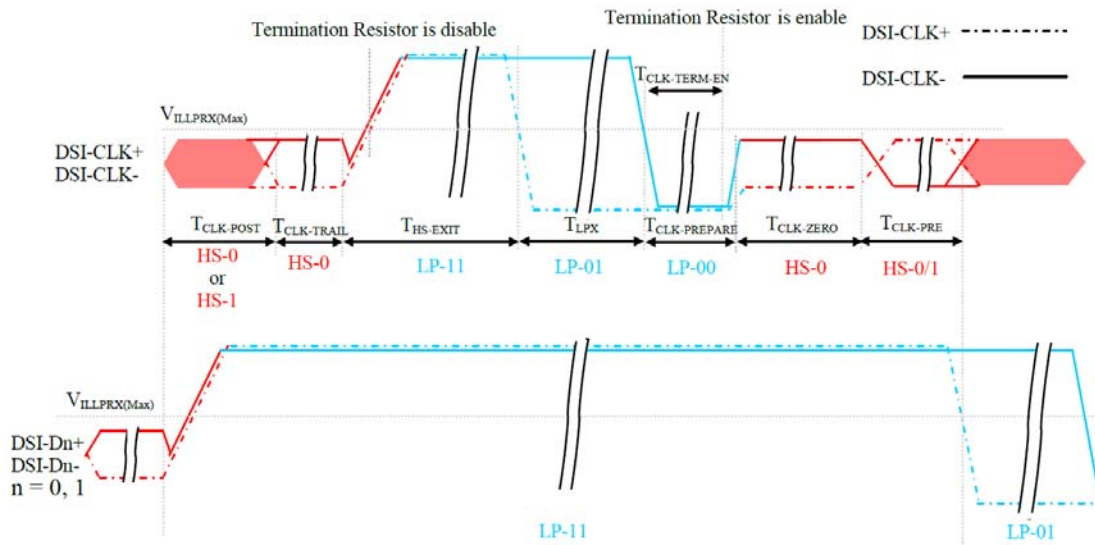 Termination Resistor is enable
Termination Resistor is disable
DSI-CLK+
DSI-CLK-
TCLK-TERM-EN
VILLPRX(Max)
DSI-CLK+
DSI-CLK-
TCLK-POST
TCLK-TRAIL
THS-EXIT
TLPX
TCLK-PREPARE
TCLK-ZERO
TCLK-PRE
HS-0
or
HS-1
HS-0
LP-11
LP-01
LP-00
HS-0
HS-0/1
VILLPRX(Max)
DSI-Dn+
DSI-Dn-
n = 0, 1
LP-11
LP-01